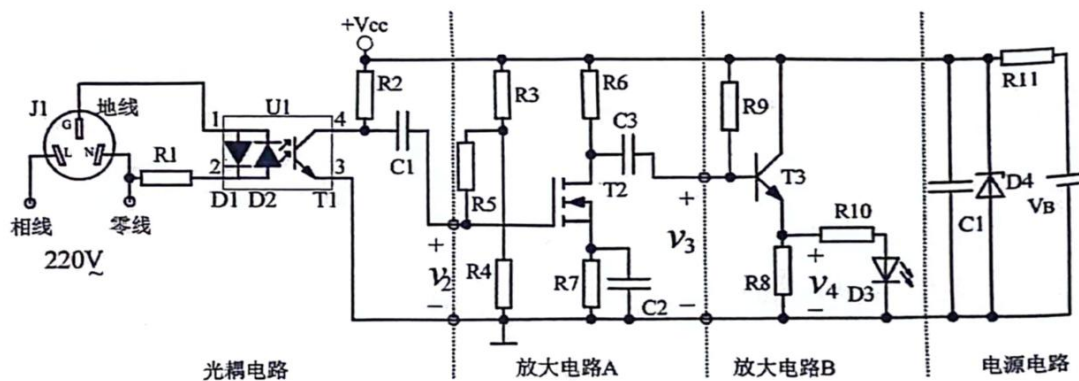 +Vcc
J1
地线
G
L
N
R1
相线
零线
220V~
1
U1
4
2
3
D1
D2
T1
R2
C1
R3
R5
R4
+
v2
−
R6
C3
T2
R7
C2
+
v3
−
R9
T3
R10
R8
+
v4
−
D3
R11
C1
D4
VB
光耦电路
放大电路A
放大电路B
电源电路